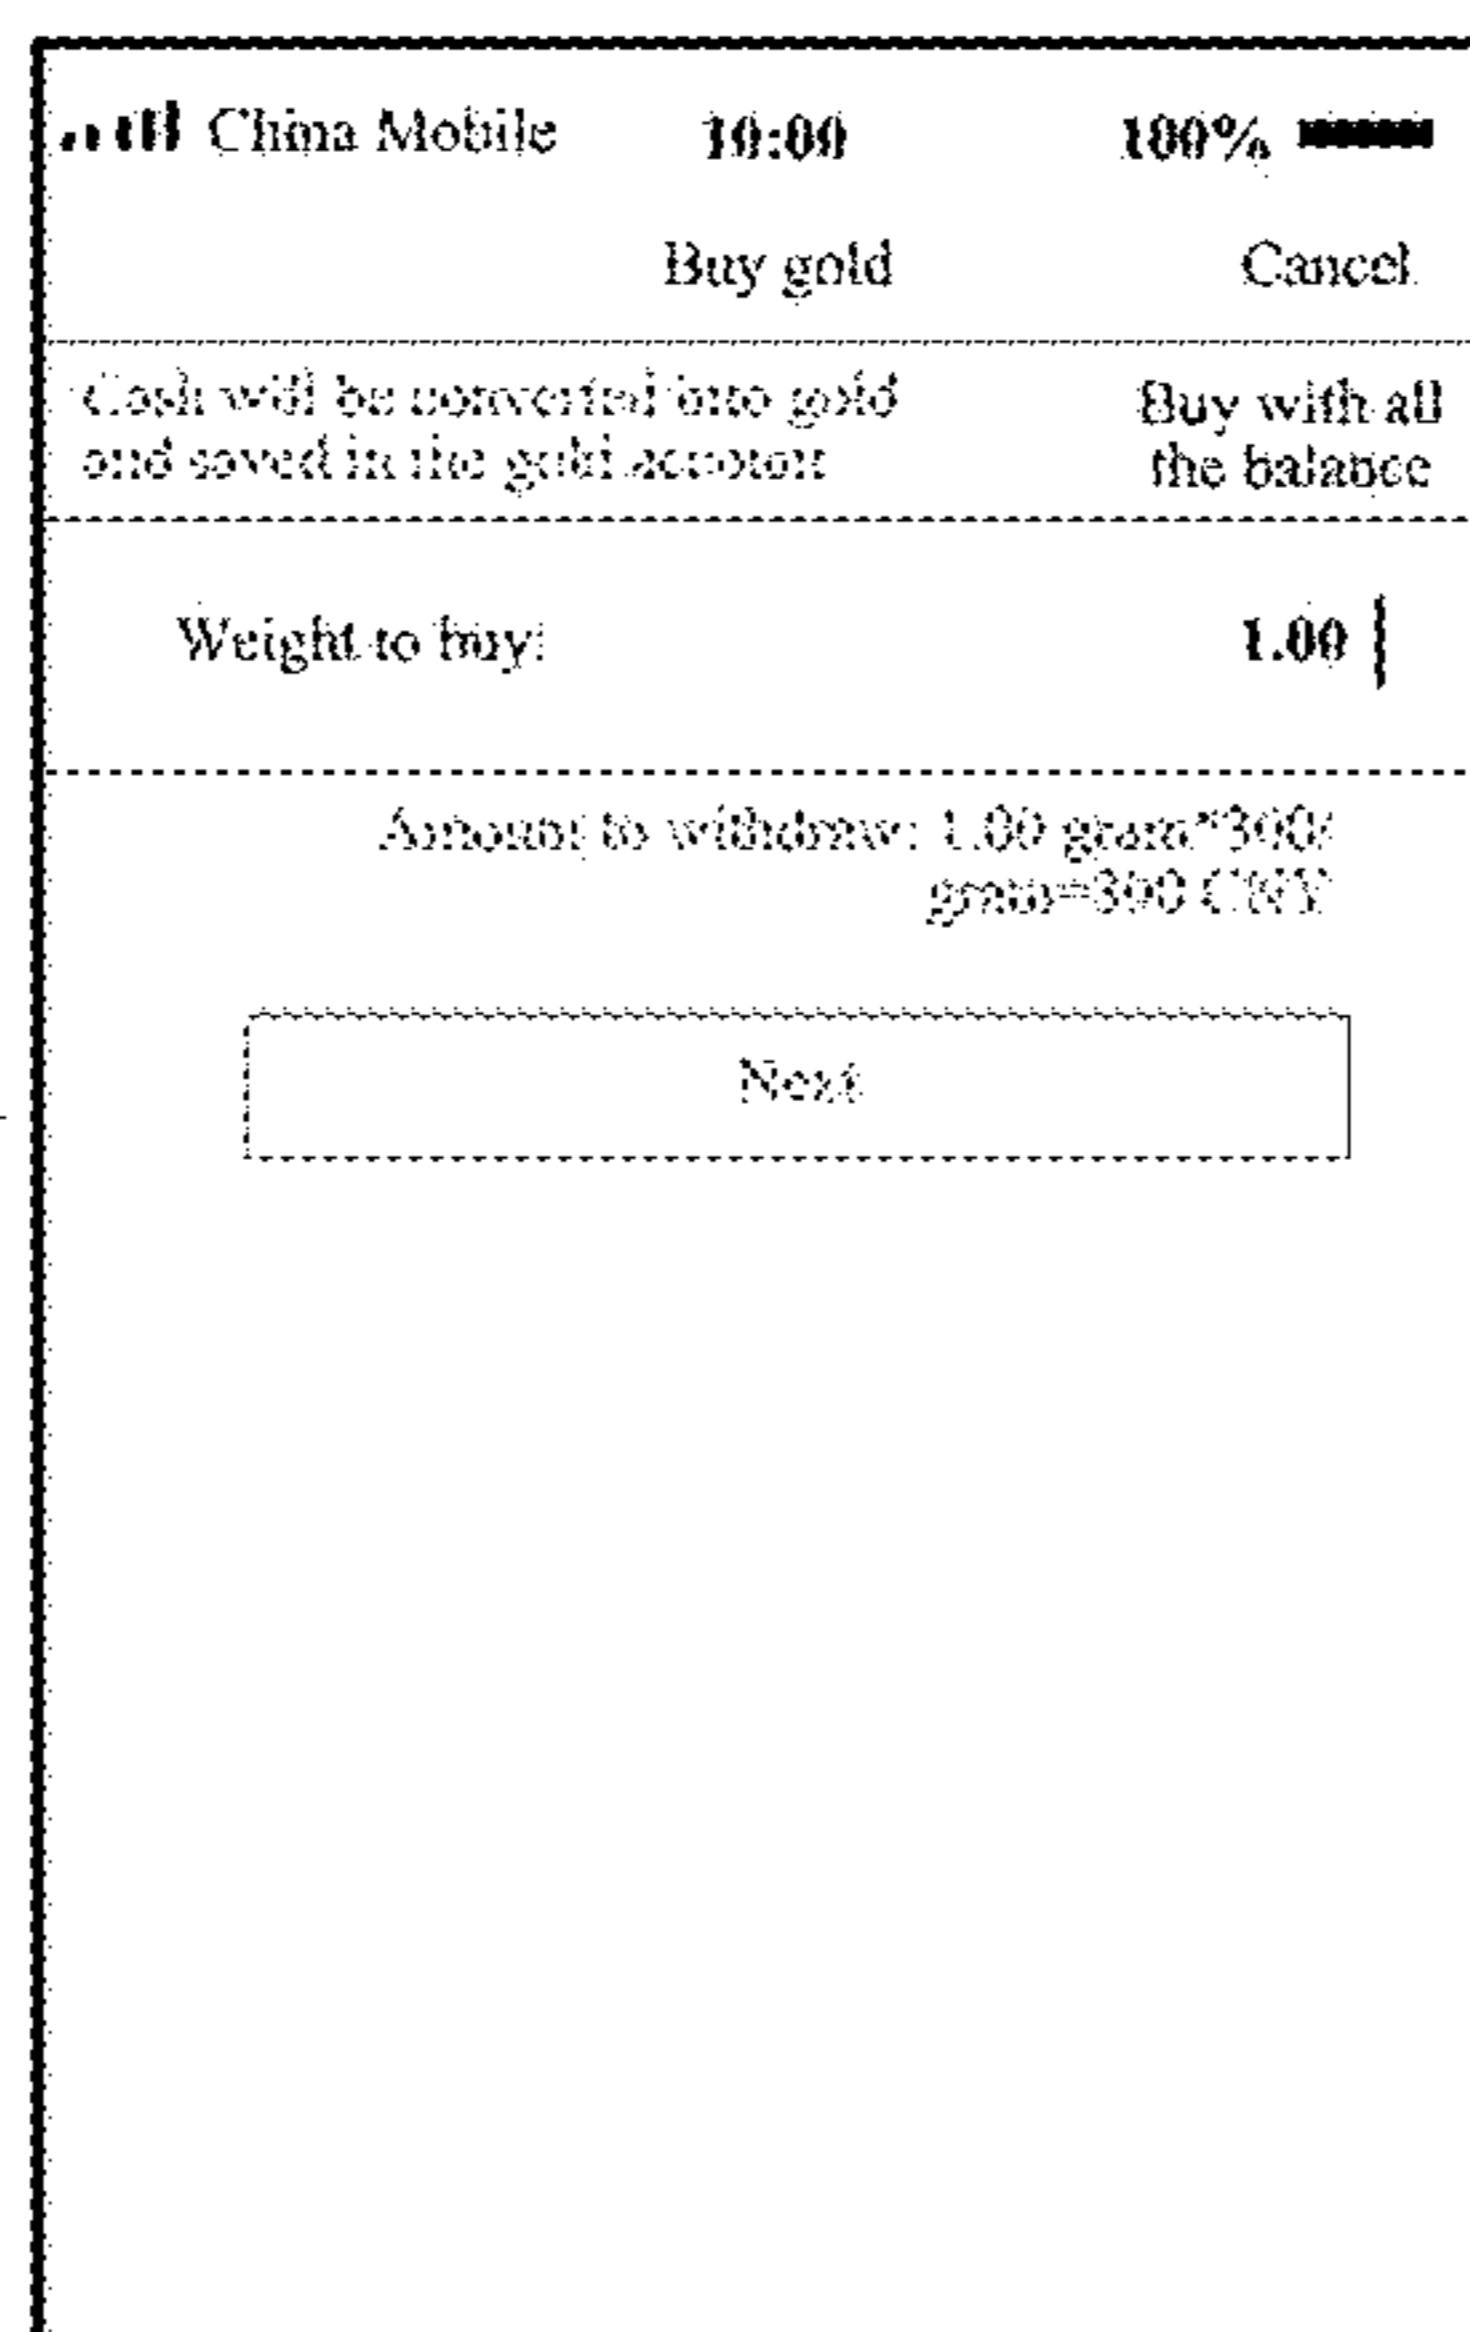 China Mobile 10:00 100%
Buy gold Cancel
Cash will be converted into gold
and saved in the gold account
Buy with all
the balance
Weight to buy: 1.00
Amount to withdraw: 1.00 gram*300/
gram=300 CNY
Next